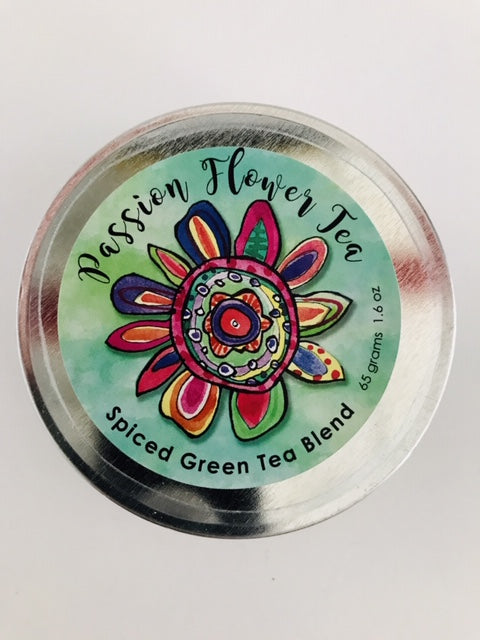 Passion Flower Tea
65 grams 1.6 oz
Spiced Green Tea Blend